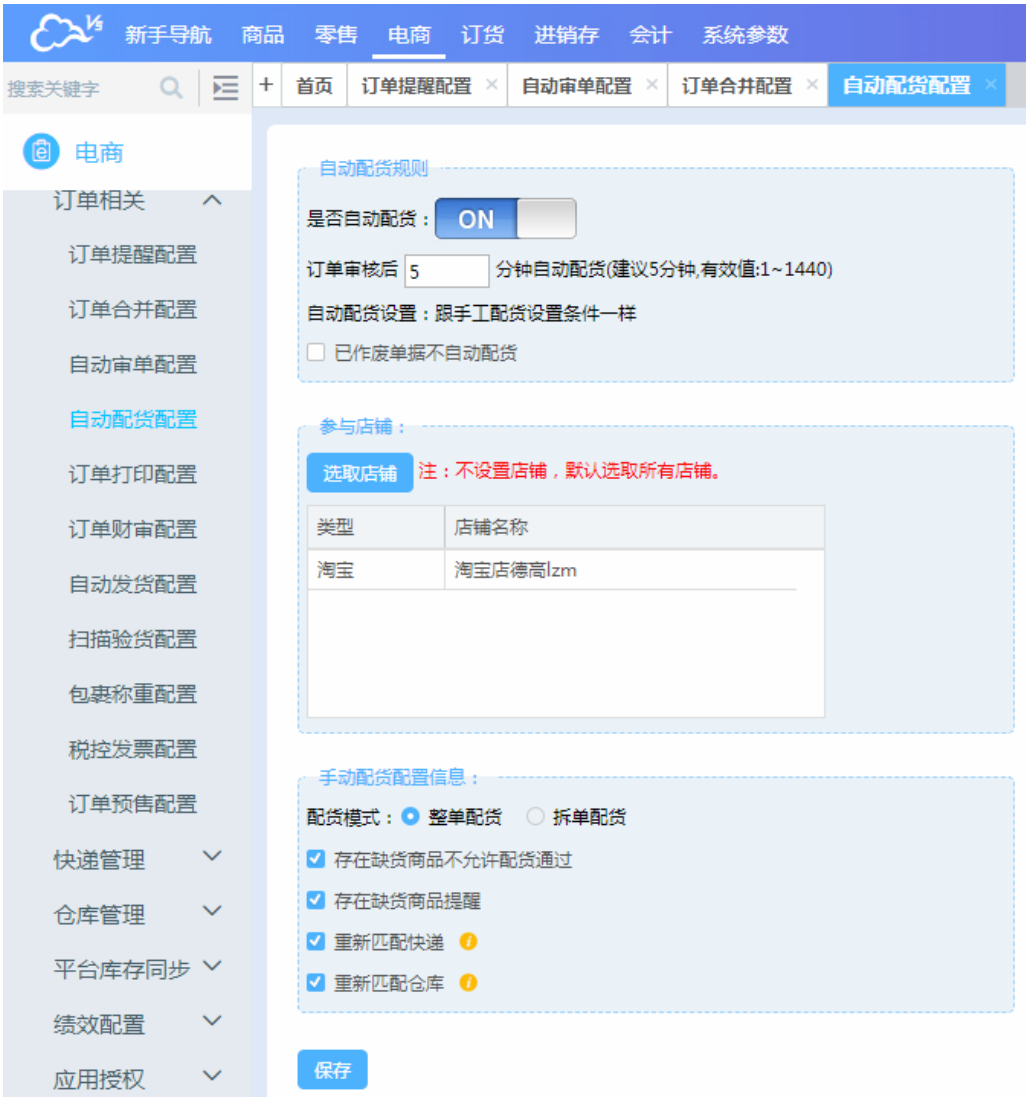 V5 新手导航 商品 零售 电商 订货 进销存 会计 系统参数
搜索关键字 + 首页 订单提醒配置 × 自动审单配置 × 订单合并配置 × 自动配货配置 ×
电商
订单相关
订单提醒配置
订单合并配置
自动审单配置
自动配货配置
订单打印配置
订单财审配置
自动发货配置
扫描验货配置
包裹称重配置
税控发票配置
订单预售配置
快递管理
仓库管理
平台库存同步
绩效配置
应用授权
自动配货规则
是否自动配货：ON
订单审核后 5 分钟自动配货(建议5分钟,有效值:1~1440)
自动配货设置：跟手工配货设置条件一样
已作废单据不自动配货
参与店铺：
选取店铺 注：不设置店铺，默认选取所有店铺。
类型 店铺名称
淘宝 淘宝店德高lzm
手动配货配置信息：
配货模式： 整单配货 拆单配货
存在缺货商品不允许配货通过
存在缺货商品提醒
重新匹配快递
重新匹配仓库
保存